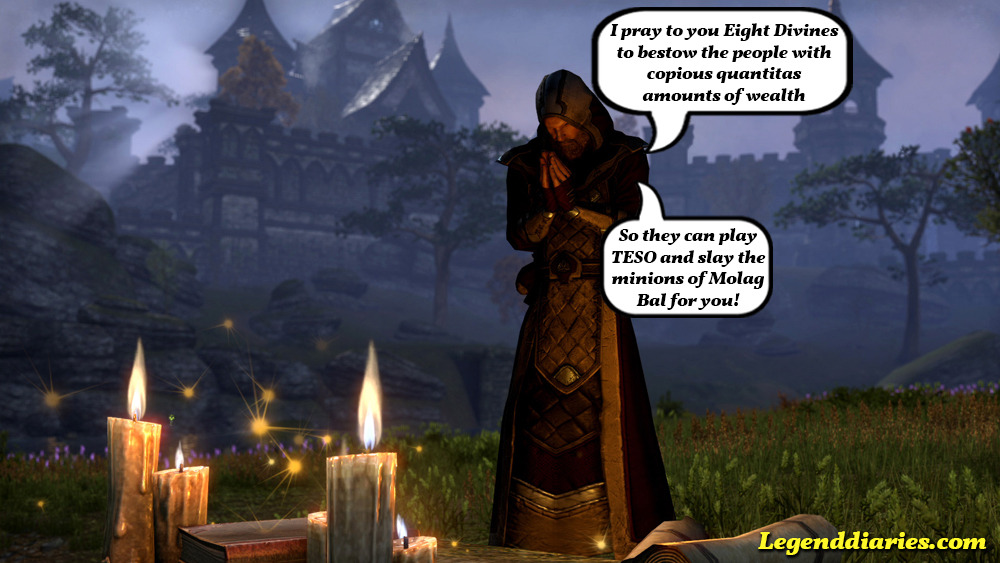 I pray to you Eight Divines
to bestow the people with
copious quantitas
amounts of wealth
So they can play
TESO and slay the
minions of Molag
Bal for you!
Legenddiaries.com